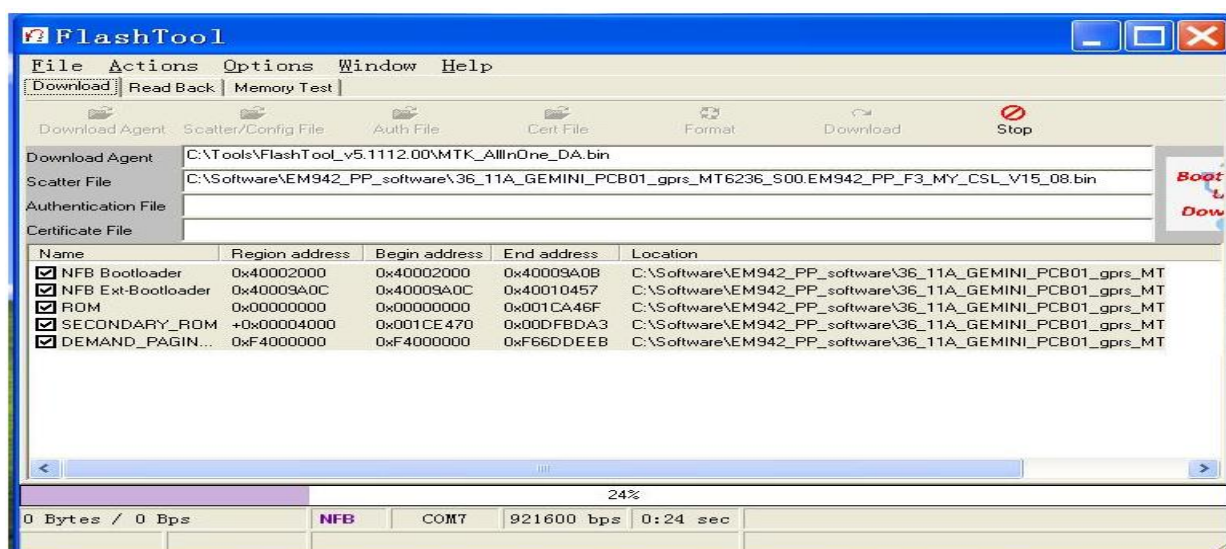 FlashTool
File Actions Options Window Help
Download Read Back Memory Test
Download Agent Scatter/Config File Auth File Cert File Format Download Stop
Download Agent C:\Tools\FlashTool_v5.1112.00\MTK_AllInOne_DA.bin
Scatter File C:\Software\EM942_PP_software\36_11A_GEMINI_PCB01_gprs_MT6236_S00.EM942_PP_F3_MY_CSL_V15_08.bin
Authentication File
Certificate File
Boot
Dow
Name Region address Begin address End address Location
NFB Bootloader 0x40002000 0x40002000 0x40009A0B C:\Software\EM942_PP_software\36_11A_GEMINI_PCB01_gprs_MT
NFB Ext-Bootloader 0x40009A0C 0x40009A0C 0x40010457 C:\Software\EM942_PP_software\36_11A_GEMINI_PCB01_gprs_MT
ROM 0x00000000 0x00000000 0x001CA46F C:\Software\EM942_PP_software\36_11A_GEMINI_PCB01_gprs_MT
SECONDARY_ROM +0x00004000 0x001CE470 0x00DFBDA3 C:\Software\EM942_PP_software\36_11A_GEMINI_PCB01_gprs_MT
DEMAND_PAGIN... 0xF4000000 0xF4000000 0xF66DDEEB C:\Software\EM942_PP_software\36_11A_GEMINI_PCB01_gprs_MT
24%
0 Bytes / 0 Bps NFB COM7 921600 bps 0:24 sec